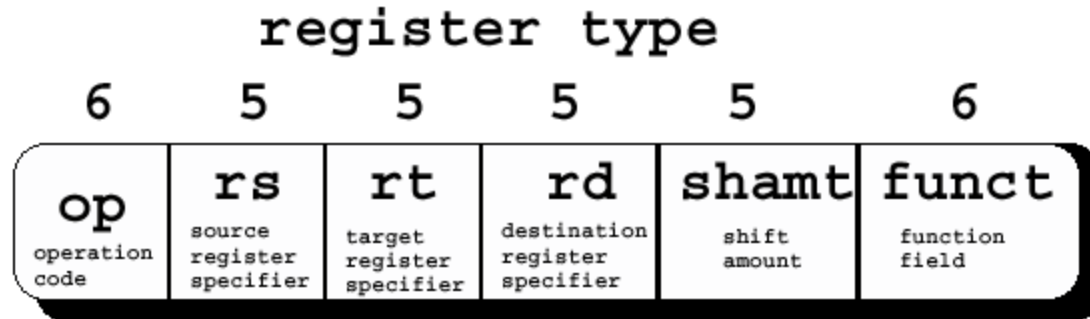 register type
6 5 5 5 5 6
op rs rt rd shamt funct
operation
code
source
register
specifier
target
register
specifier
destination
register
specifier
shift
amount
function
field